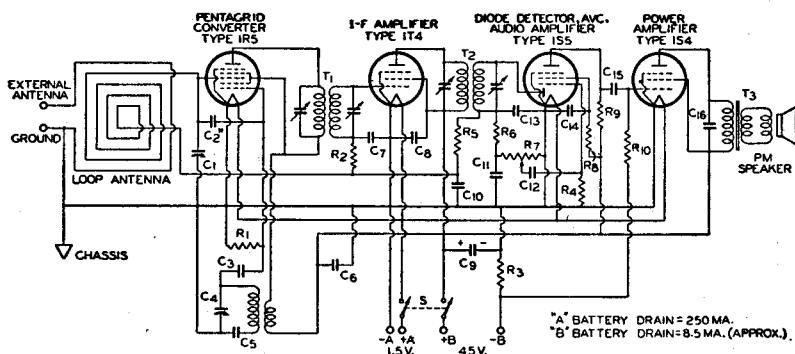 PENTAGRID
CONVERTER
TYPE 1R5
I-F AMPLIFIER
TYPE 1T4
DIODE DETECTOR, AVC.
AUDIO AMPLIFIER
TYPE 1S5
POWER
AMPLIFIER
TYPE 1S4
EXTERNAL
ANTENNA
GROUND
LOOP ANTENNA
CHASSIS
T1
T2
T3
C1
C2*
C3
C4
C5
C6
C7
C8
C9
+ -
C10
C11
C12
C13
C14
C15
C16
R1
R2
R3
R4
R5
R6
R7
R8
R9
R10
PM
SPEAKER
S
-A +A +B -B
1.5 V. 45 V.
"A" BATTERY DRAIN = 250 MA.
"B" BATTERY DRAIN = 8.5 MA. (APPROX.)